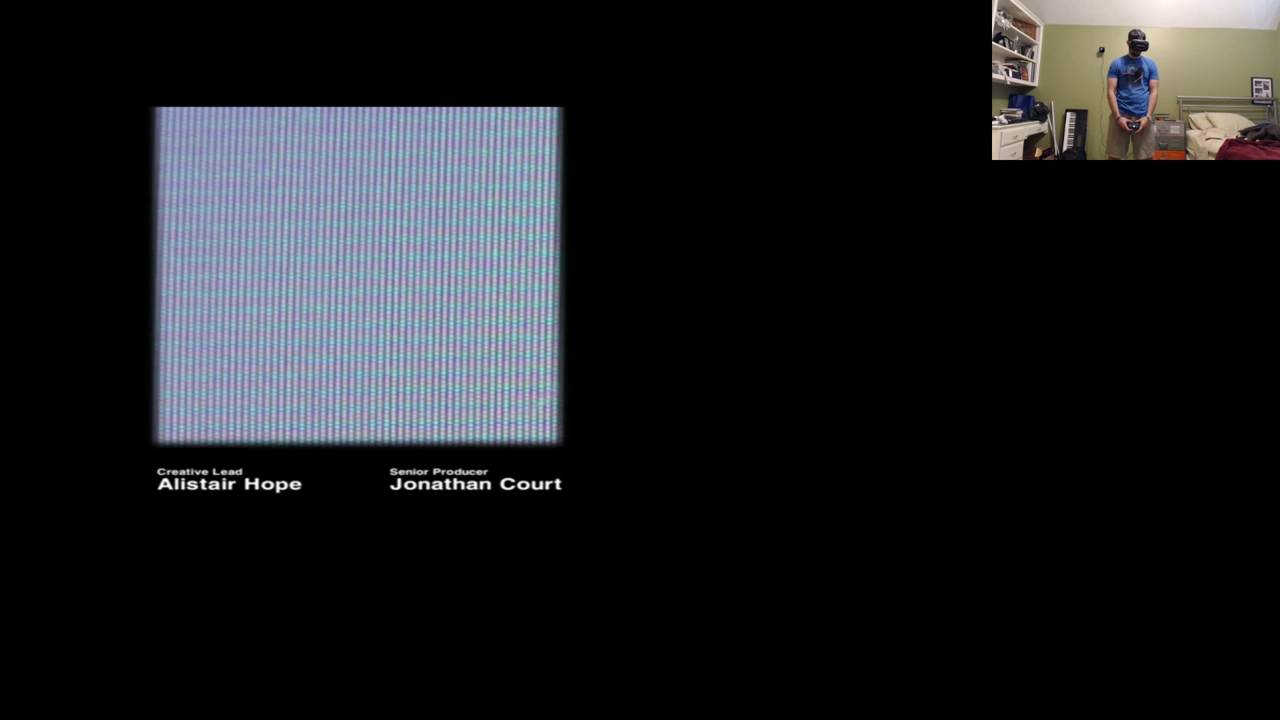 Creative Lead
Alistair Hope
Senior Producer
Jonathan Court